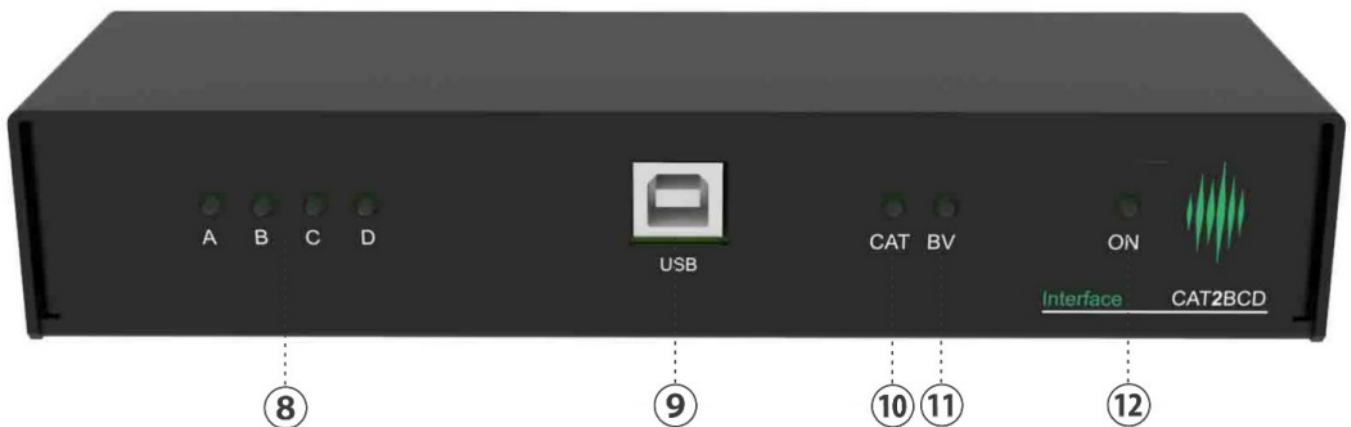 A B C D
USB
CAT BV
ON
Interface CAT2BCD
8 9 10 11 12